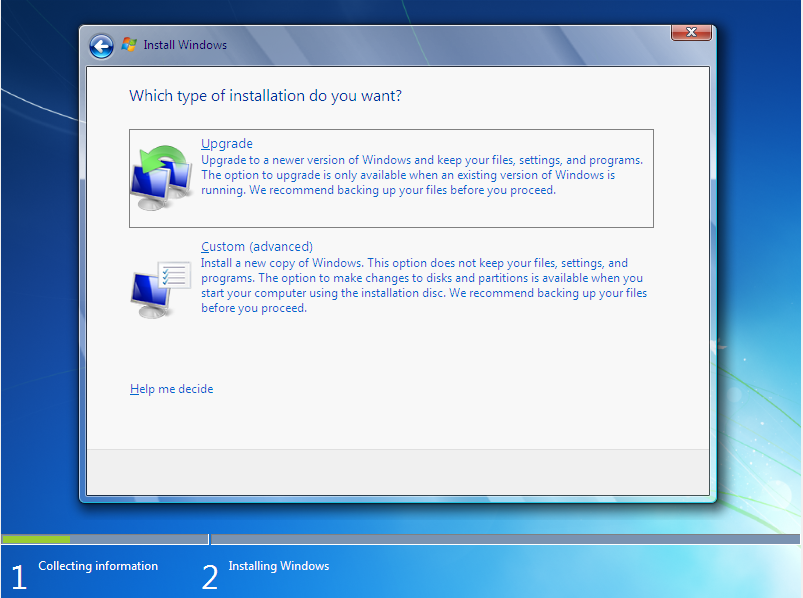 Install Windows
Which type of installation do you want?
Upgrade
Upgrade to a newer version of Windows and keep your files, settings, and programs.
The option to upgrade is only available when an existing version of Windows is
running. We recommend backing up your files before you proceed.
Custom (advanced)
Install a new copy of Windows. This option does not keep your files, settings, and
programs. The option to make changes to disks and partitions is available when you
start your computer using the installation disc. We recommend backing up your files
before you proceed.
Help me decide
1 Collecting information
2 Installing Windows